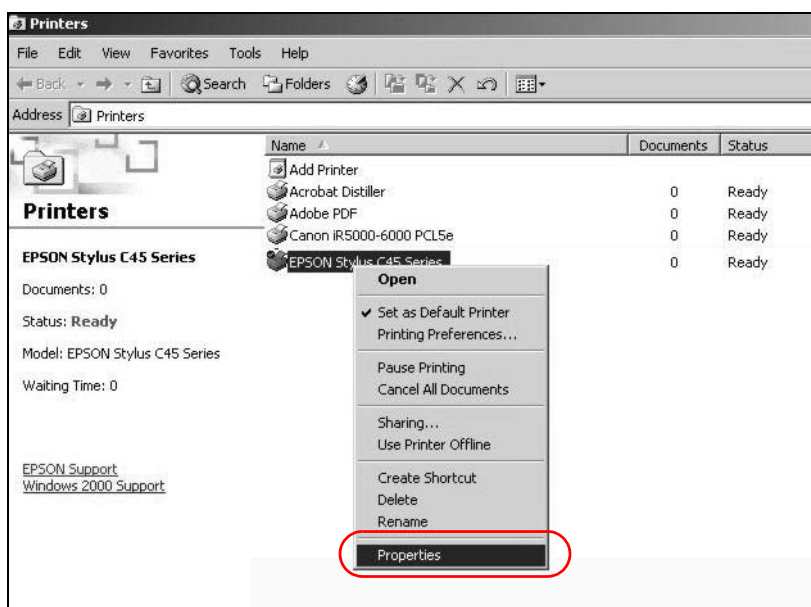 Printers
File Edit View Favorites Tools Help
Back Search Folders
Address Printers
Printers
EPSON Stylus C45 Series
Documents: 0
Status: Ready
Model: EPSON Stylus C45 Series
Waiting Time: 0
EPSON Support
Windows 2000 Support
Name Documents Status
Add Printer
Acrobat Distiller 0 Ready
Adobe PDF 0 Ready
Canon iR5000-6000 PCL5e 0 Ready
EPSON Stylus C45 Series 0 Ready
Open
Set as Default Printer
Printing Preferences...
Pause Printing
Cancel All Documents
Sharing...
Use Printer Offline
Create Shortcut
Delete
Rename
Properties